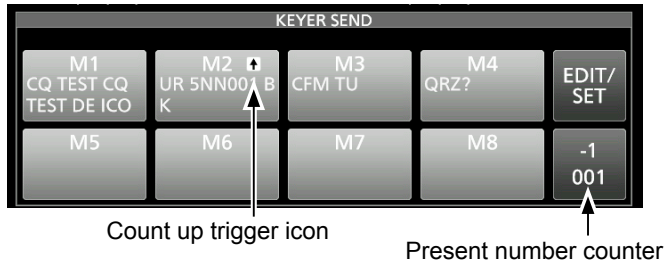 KEYER SEND
M1
CQ TEST CQ
TEST DE ICO
M2
UR 5NN001 B
K
M3
CFM TU
M4
QRZ?
EDIT/
SET
M5
M6
M7
M8
-1
001
Count up trigger icon
Present number counter